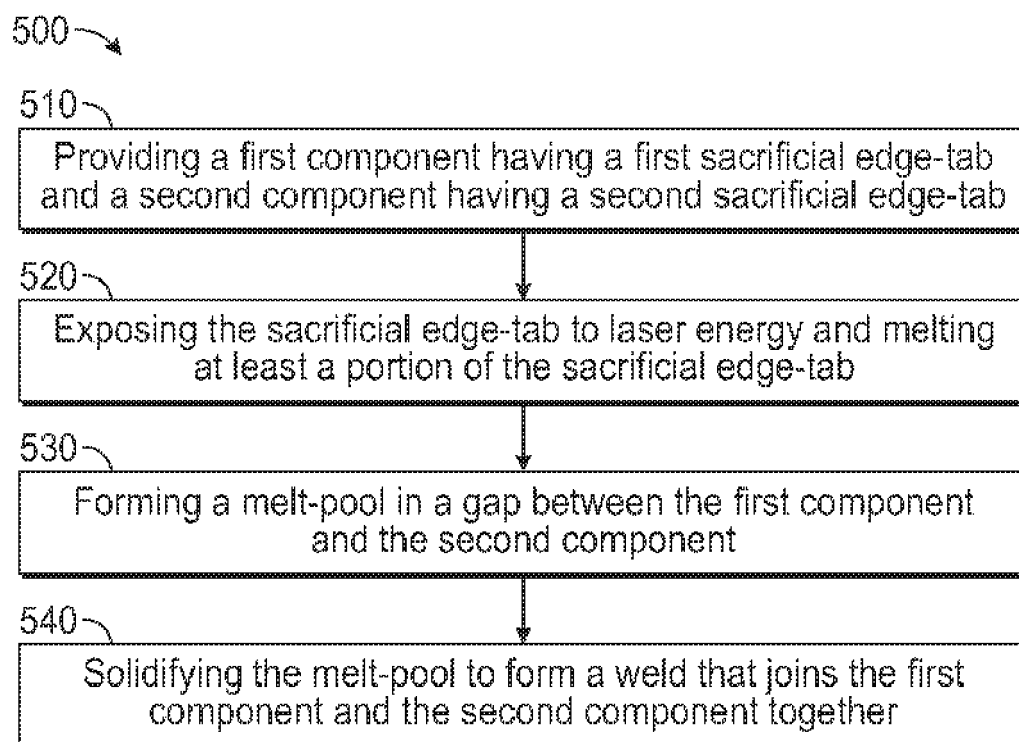 500
510
Providing a first component having a first sacrificial edge-tab
and a second component having a second sacrificial edge-tab
520
Exposing the sacrificial edge-tab to laser energy and melting
at least a portion of the sacrificial edge-tab
530
Forming a melt-pool in a gap between the first component
and the second component
540
Solidifying the melt-pool to form a weld that joins the first
component and the second component together